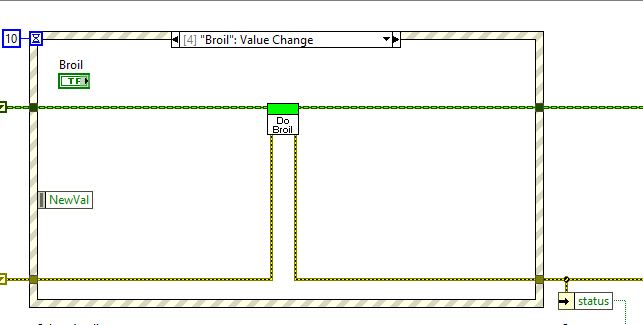 10
[4] "Broil": Value Change
Broil
TF
Do
Broil
NewVal
status